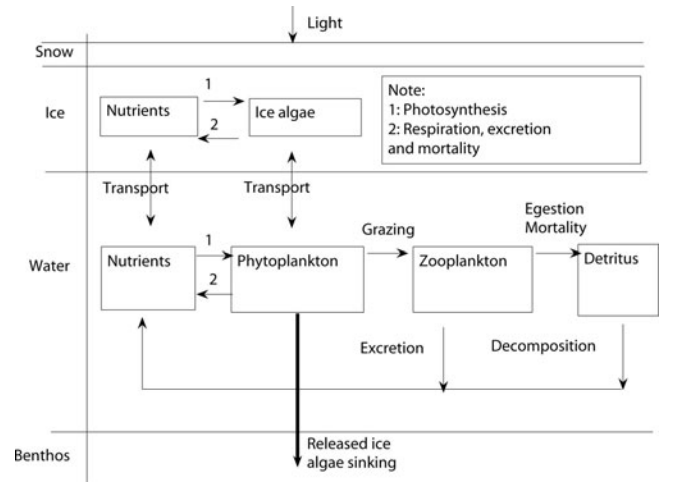 Light
Snow
Note:
1: Photosynthesis
2: Respiration, excretion
and mortality
Ice
1
Nutrients
Ice algae
2
Transport
Transport
Egestion
Mortality
Grazing
1
Water
Nutrients
Phytoplankton
Zooplankton
Detritus
2
Excretion
Decomposition
Released ice
algae sinking
Benthos